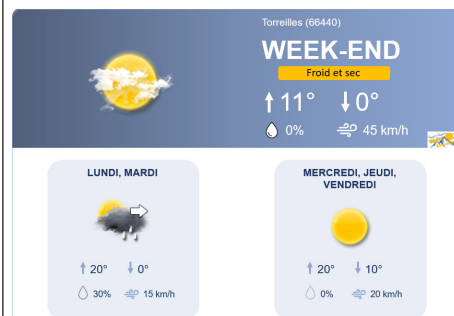 Torreilles (66440)
WEEK-END
Froid et sec
11° 0°
0% 45 km/h
LUNDI, MARDI
20° 0°
30% 15 km/h
MERCREDI, JEUDI,
VENDREDI
20° 10°
0% 20 km/h